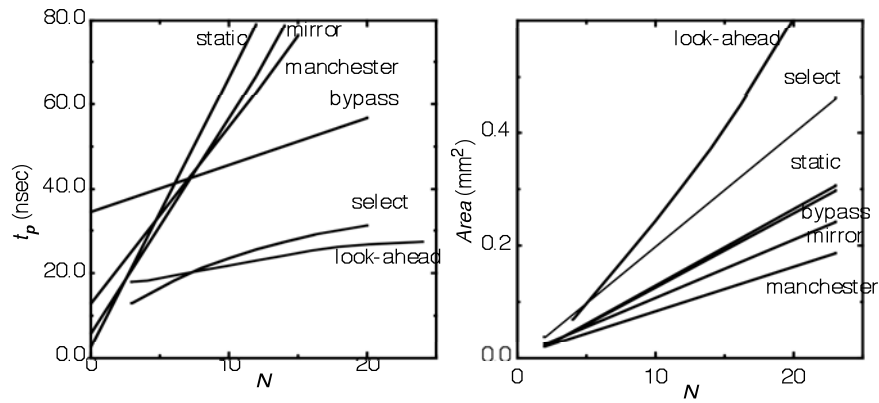 80.0
60.0
40.0
20.0
0.0
t_p (nsec)
static
mirror
manchester
bypass
select
look-ahead
0
10
20
N
Area (mm²)
0.4
0.2
0.0
look-ahead
select
static
bypass
mirror
manchester
0
10
20
N